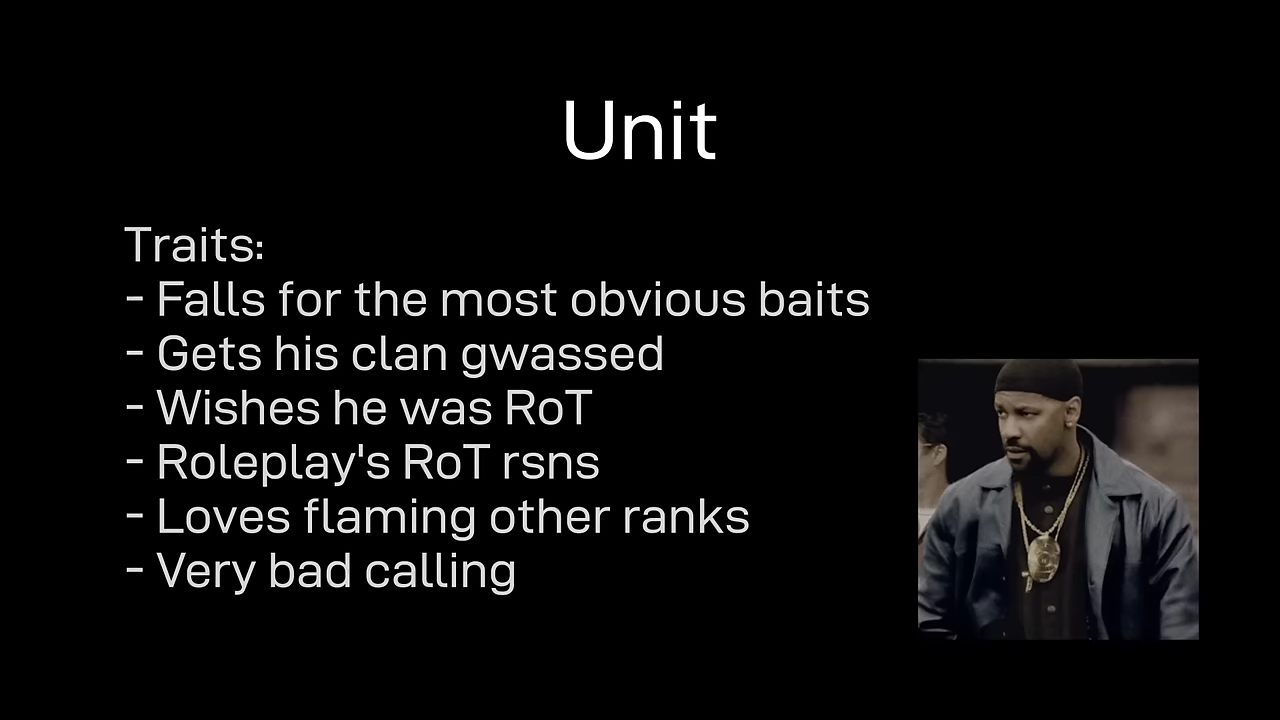 Unit
Traits:
- Falls for the most obvious baits
- Gets his clan gwassed
- Wishes he was RoT
- Roleplay's RoT rsns
- Loves flaming other ranks
- Very bad calling